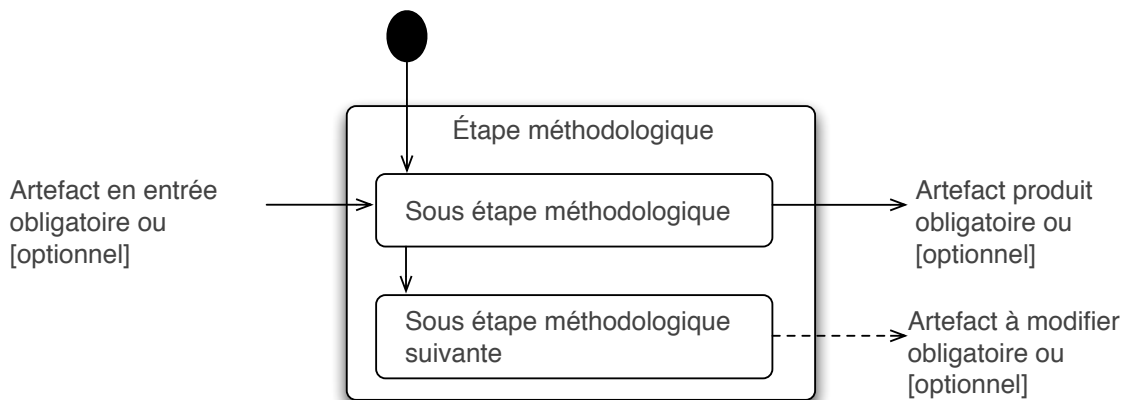 Étape méthodologique
Artefact en entrée
obligatoire ou
[optionnel]
Sous étape méthodologique
Artefact produit
obligatoire ou
[optionnel]
Sous étape méthodologique
suivante
Artefact à modifier
obligatoire ou
[optionnel]